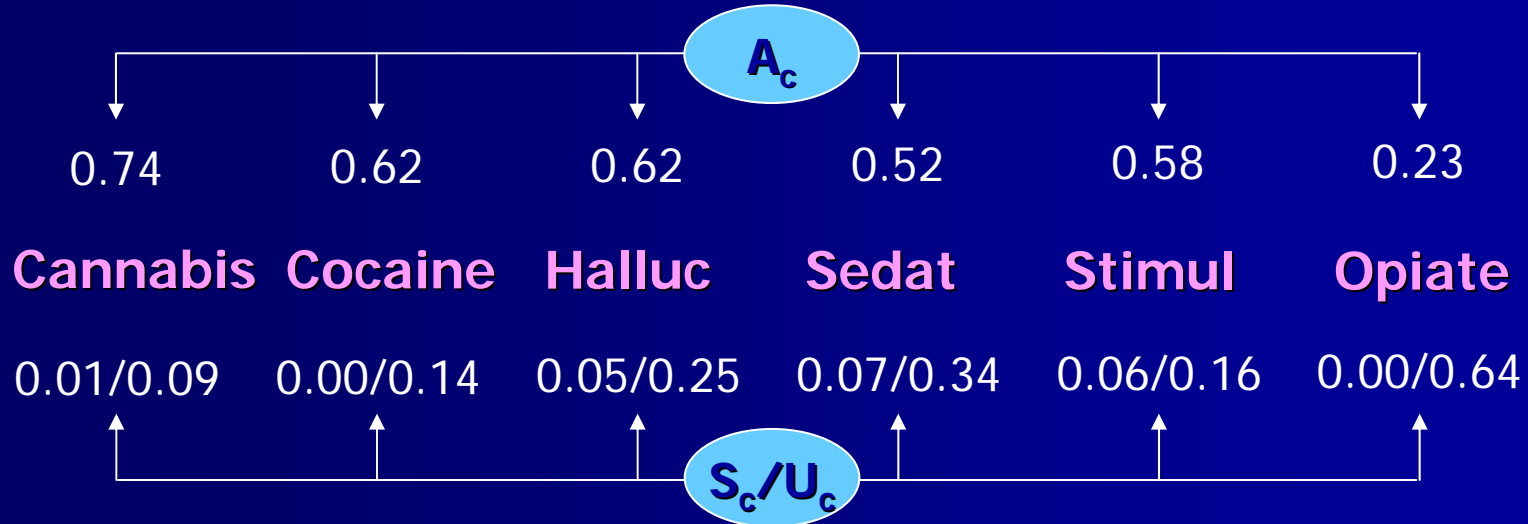 Ac
0.74 0.62 0.62 0.52 0.58 0.23
Cannabis Cocaine Halluc Sedat Stimul Opiate
0.01/0.09 0.00/0.14 0.05/0.25 0.07/0.34 0.06/0.16 0.00/0.64
Sc/Uc